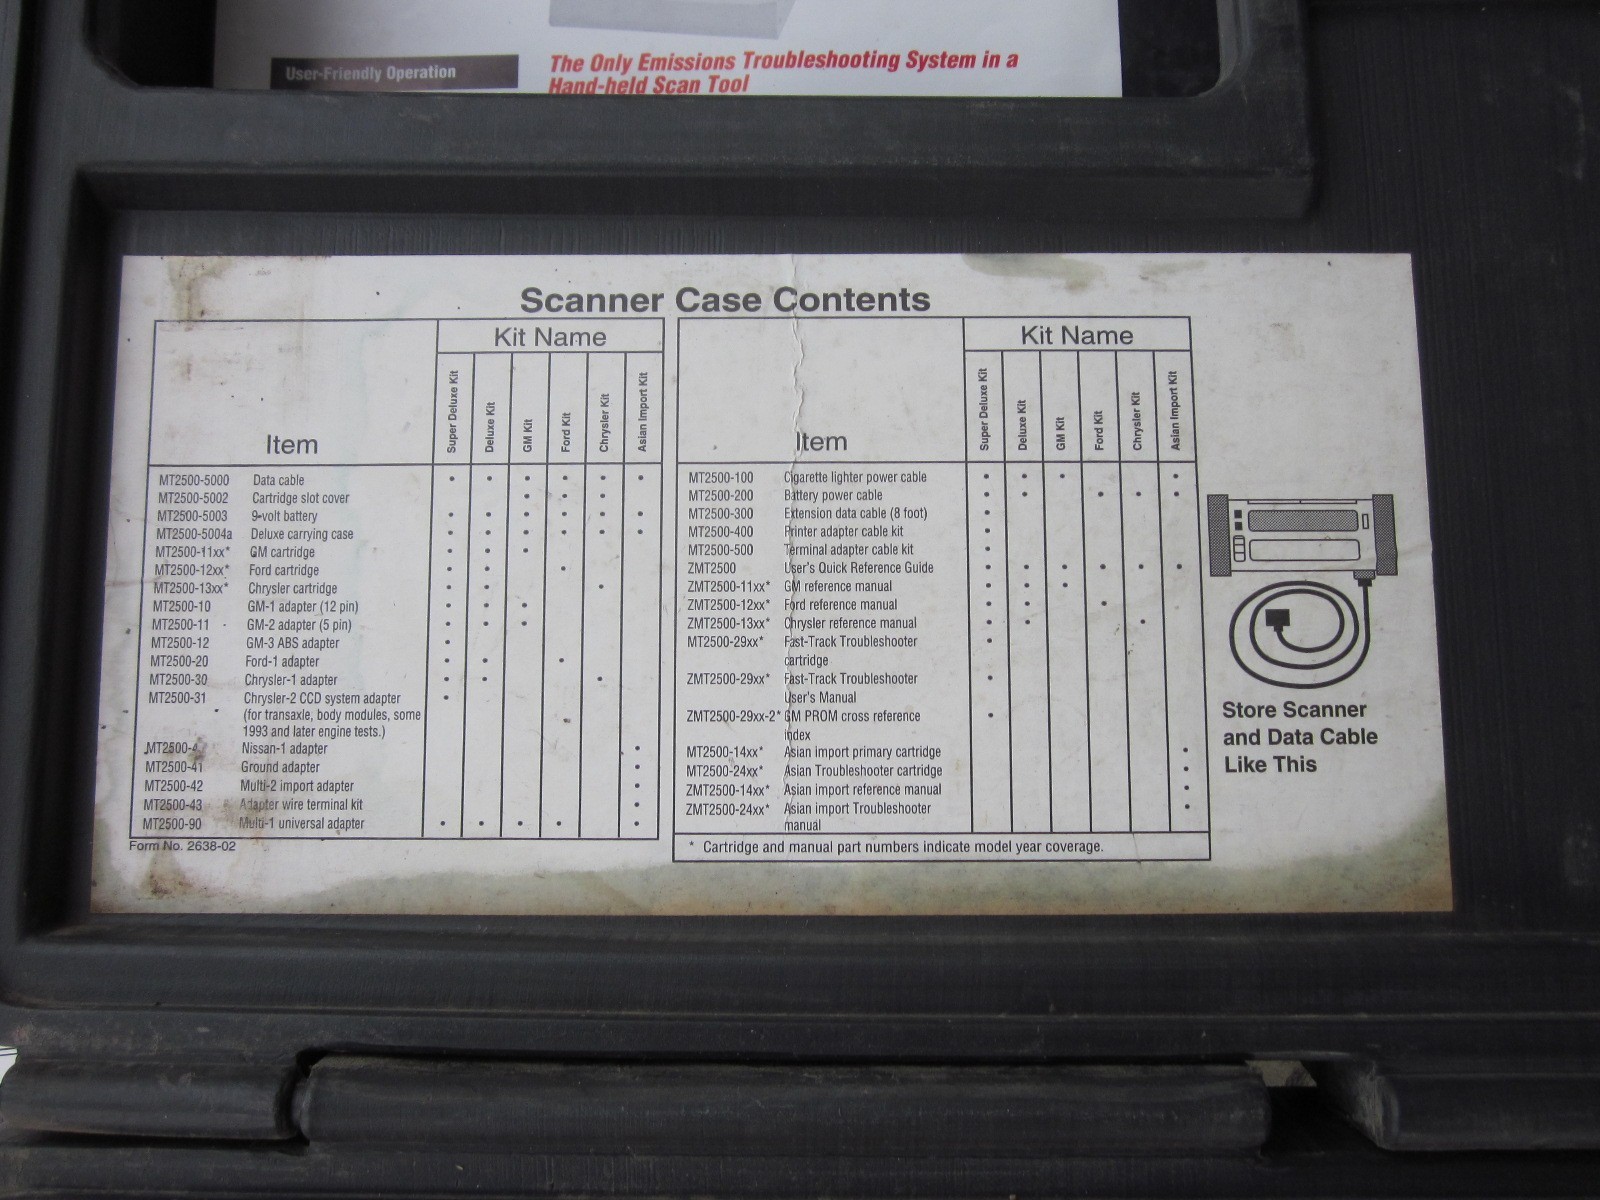 User-Friendly Operation
The Only Emissions Troubleshooting System in a
Hand-held Scan Tool
Scanner Case Contents
Item
Kit Name
Super Deluxe Kit
Deluxe Kit
GM Kit
Ford Kit
Chrysler Kit
Asian Import Kit
MT2500-5000 Data cable • • • • • •
MT2500-5002 Cartridge slot cover • • •
MT2500-5003 9-volt battery • • • • • •
MT2500-5004a Deluxe carrying case • • • • • •
MT2500-11xx* GM cartridge • • •
MT2500-12xx* Ford cartridge • • •
MT2500-13xx* Chrysler cartridge • • •
MT2500-10 GM-1 adapter (12 pin) • • •
MT2500-11 GM-2 adapter (5 pin) • • •
MT2500-12 GM-3 ABS adapter •
MT2500-20 Ford-1 adapter • • •
MT2500-30 Chrysler-1 adapter • • •
MT2500-31 Chrysler-2 CCD system adapter •
(for transaxle, body modules, some
1993 and later engine tests.)
Nissan-1 adapter •
MT2500-41 Ground adapter •
MT2500-42 Multi-2 import adapter •
MT2500-43 Adapter wire terminal kit •
MT2500-90 Multi-1 universal adapter • • • • •
Form No. 2638-02
Item
Kit Name
Super Deluxe Kit
Deluxe Kit
GM Kit
Ford Kit
Chrysler Kit
Asian Import Kit
MT2500-100 Cigarette lighter power cable • • • •
MT2500-200 Battery power cable • • • • •
MT2500-300 Extension data cable (8 foot) •
MT2500-400 Printer adapter cable kit •
MT2500-500 Terminal adapter cable kit •
ZMT2500 User's Quick Reference Guide • • • • • •
ZMT2500-11xx* GM reference manual • • •
ZMT2500-12xx* Ford reference manual • • •
ZMT2500-13xx* Chrysler reference manual • • •
MT2500-29xx* Fast-Track Troubleshooter •
cartridge
ZMT2500-29xx* Fast-Track Troubleshooter •
User's Manual
ZMT2500-29xx-2* GM PROM cross reference •
index
MT2500-14xx* Asian import primary cartridge •
MT2500-24xx* Asian Troubleshooter cartridge •
ZMT2500-14xx* Asian import reference manual •
ZMT2500-24xx* Asian import Troubleshooter •
manual
* Cartridge and manual part numbers indicate model year coverage.
Store Scanner
and Data Cable
Like This